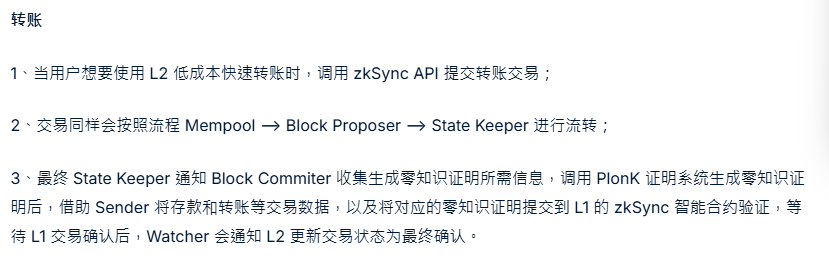 转账
1、当用户想要使用 L2 低成本快速转账时，调用 zkSync API 提交转账交易；
2、交易同样会按照流程 Mempool —> Block Proposer —> State Keeper 进行流转；
3、最终 State Keeper 通知 Block Commiter 收集生成零知识证明所需信息，调用 PlonK 证明系统生成零知识证
明后，借助 Sender 将存款和转账等交易数据，以及将对应的零知识证明提交到 L1 的 zkSync 智能合约验证，等
待 L1 交易确认后，Watcher 会通知 L2 更新交易状态为最终确认。